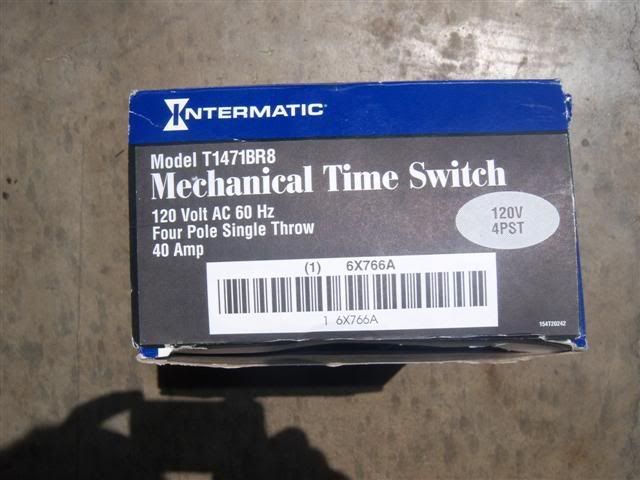 INTERMATIC®
Model T1471BR8
Mechanical Time Switch
120 Volt AC 60 Hz
Four Pole Single Throw
40 Amp
120V
4PST
(1) 6X766A
1 6X766A
154T20242